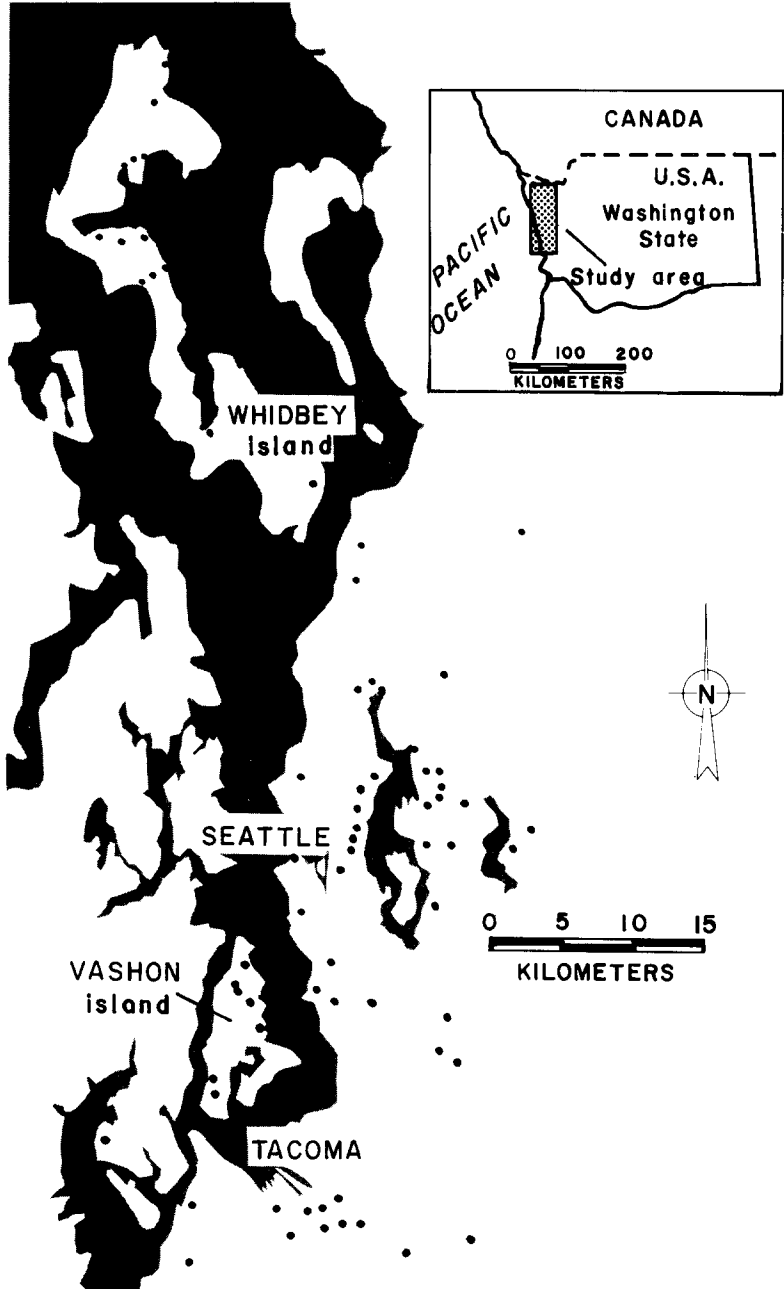 CANADA
U.S.A.
Washington
State
PACIFIC
OCEAN
Study area
0 100 200
KILOMETERS
WHIDBEY
island
N
SEATTLE
0 5 10 15
KILOMETERS
VASHON
island
TACOMA